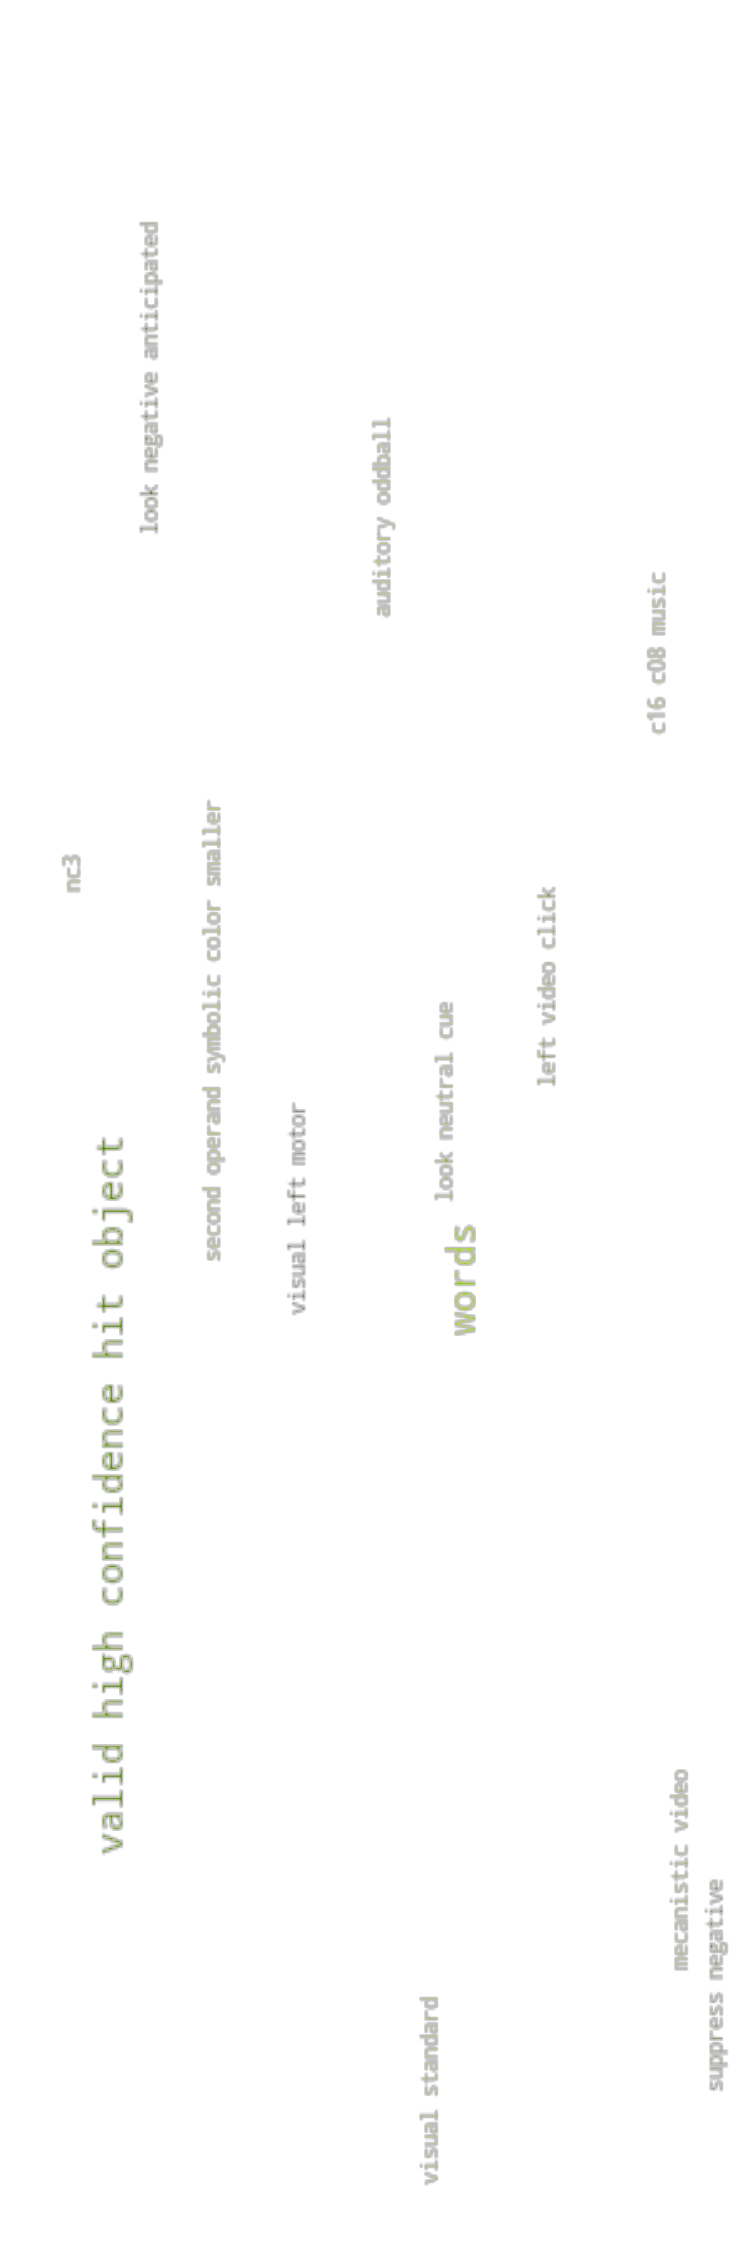 nc3
valid high confidence hit object
look negative anticipated
second operand symbolic color smaller
visual left motor
auditory oddball
visual standard
look neutral cue
words
left video click
c16 c08 music
mecanistic video
suppress negative